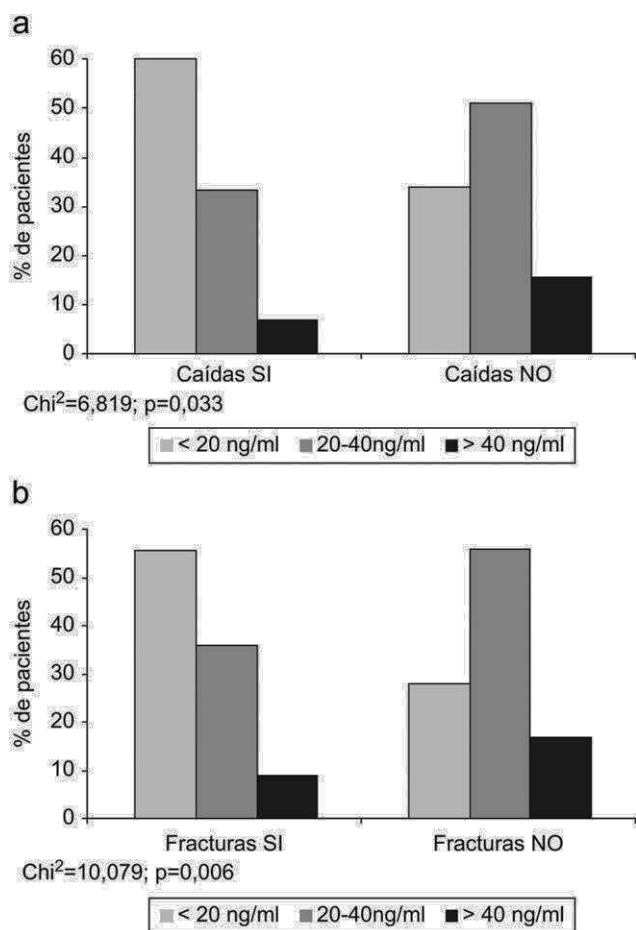 a
% de pacientes
60
50
40
30
20
10
0
Caídas SI Caídas NO
Chi²=6,819; p=0,033
< 20 ng/ml 20-40ng/ml > 40 ng/ml
b
% de pacientes
60
50
40
30
20
10
0
Fracturas SI Fracturas NO
Chi²=10,079; p=0,006
< 20 ng/ml 20-40ng/ml > 40 ng/ml